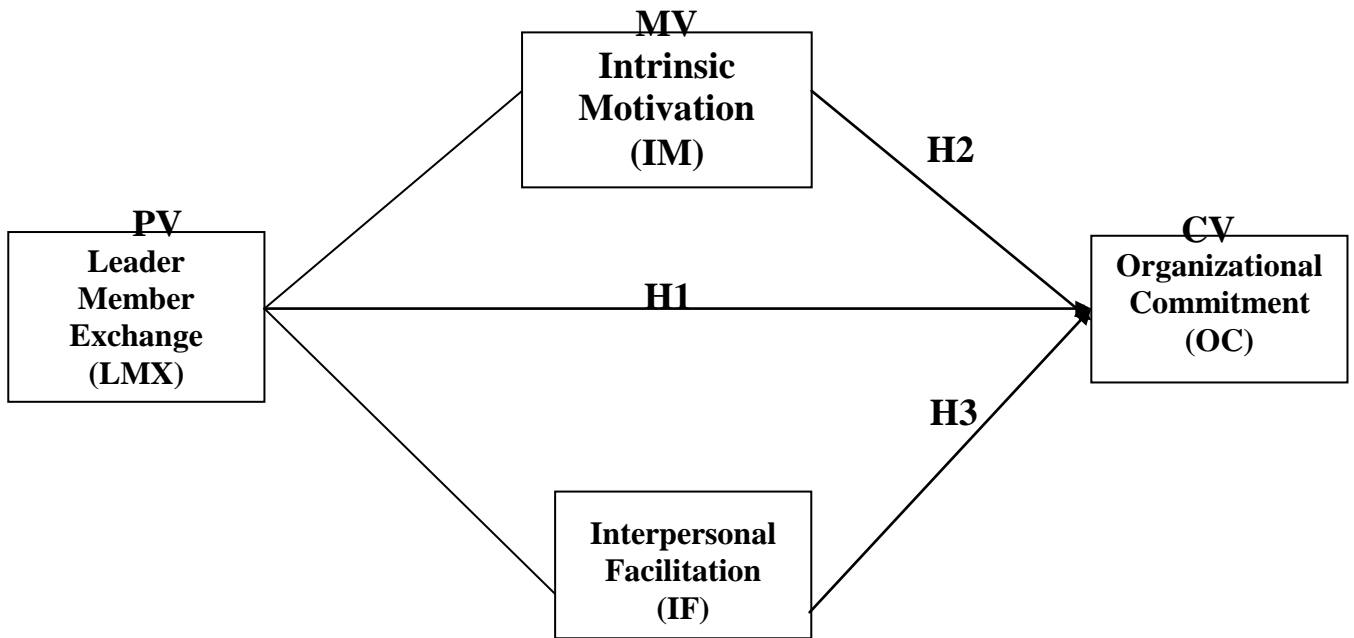 MV
Intrinsic
Motivation
(IM)
H2
PV
Leader
Member
Exchange
(LMX)
H1
CV
Organizational
Commitment
(OC)
H3
Interpersonal
Facilitation
(IF)